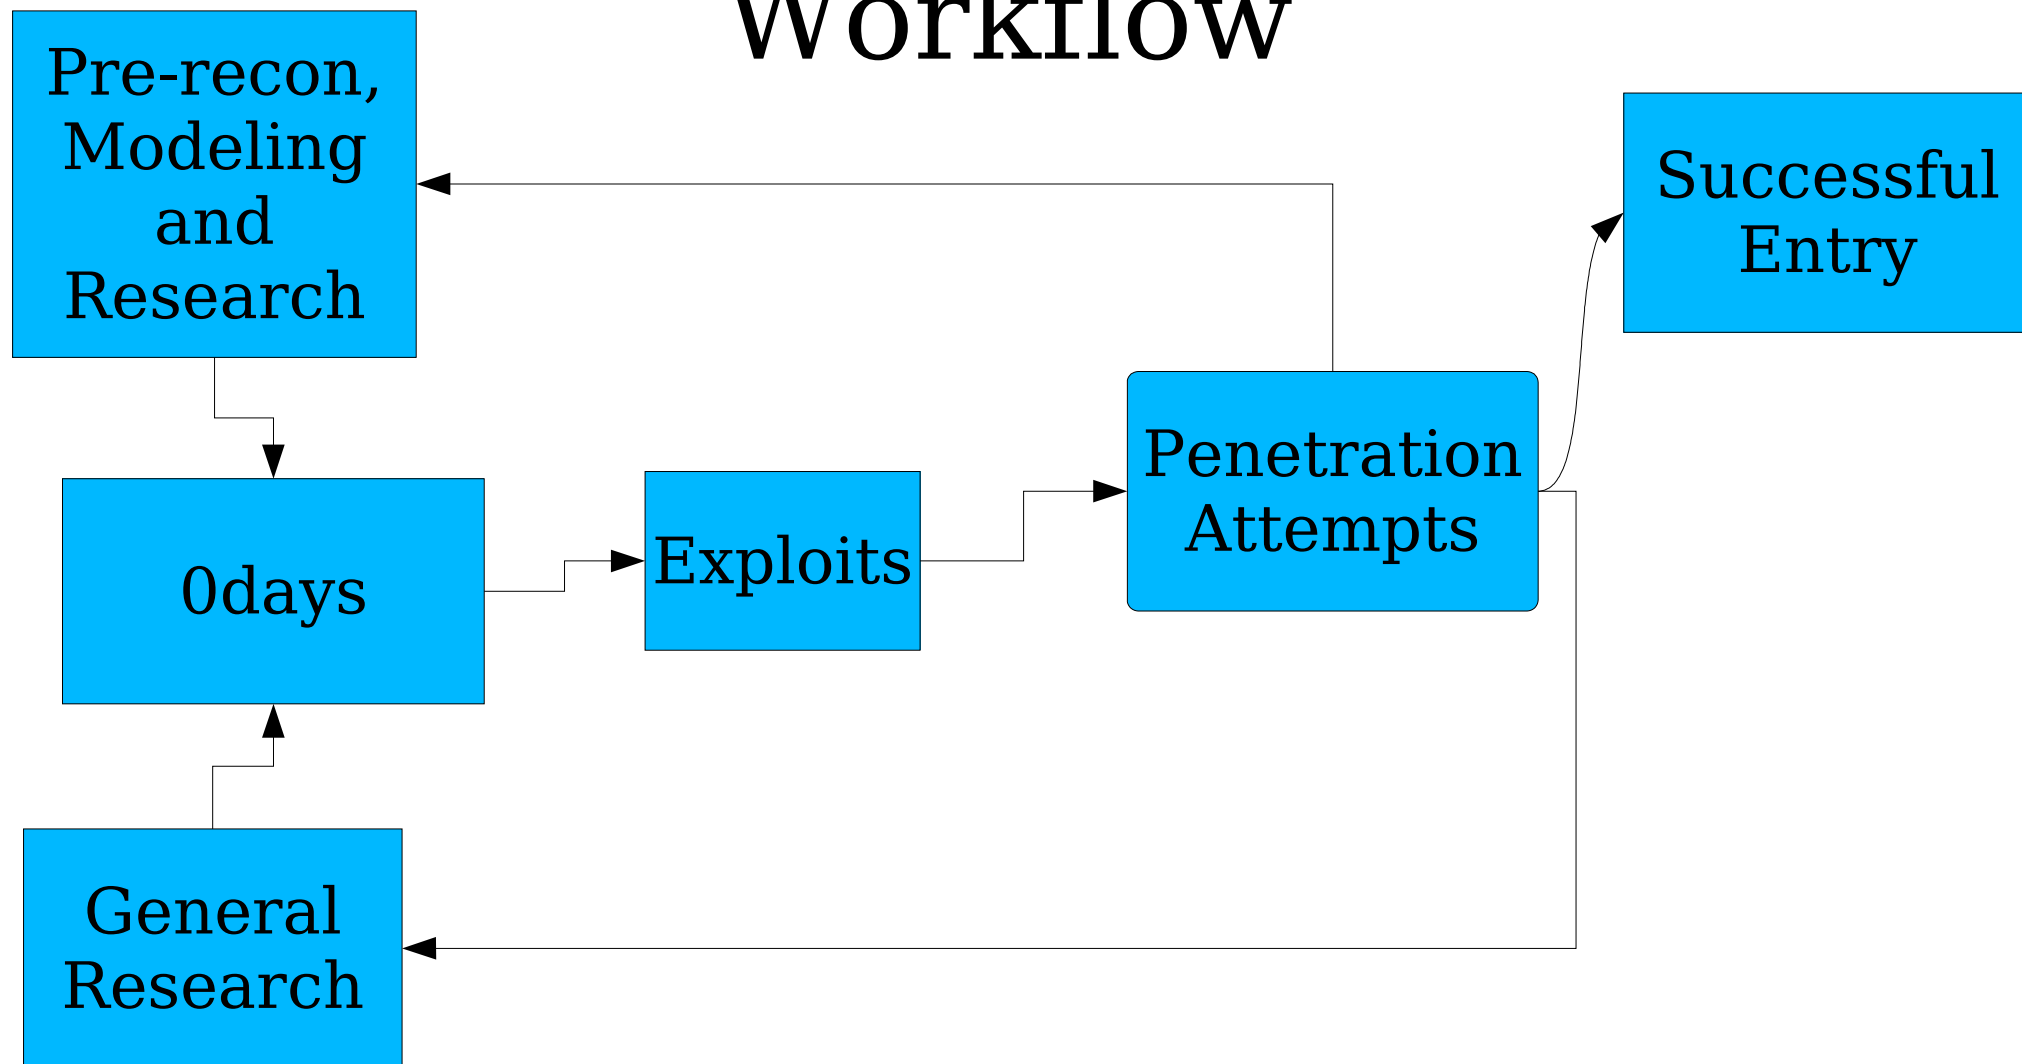 Workflow
Pre-recon,
Modeling
and
Research
Successful
Entry
Penetration
Attempts
Exploits
0days
General
Research